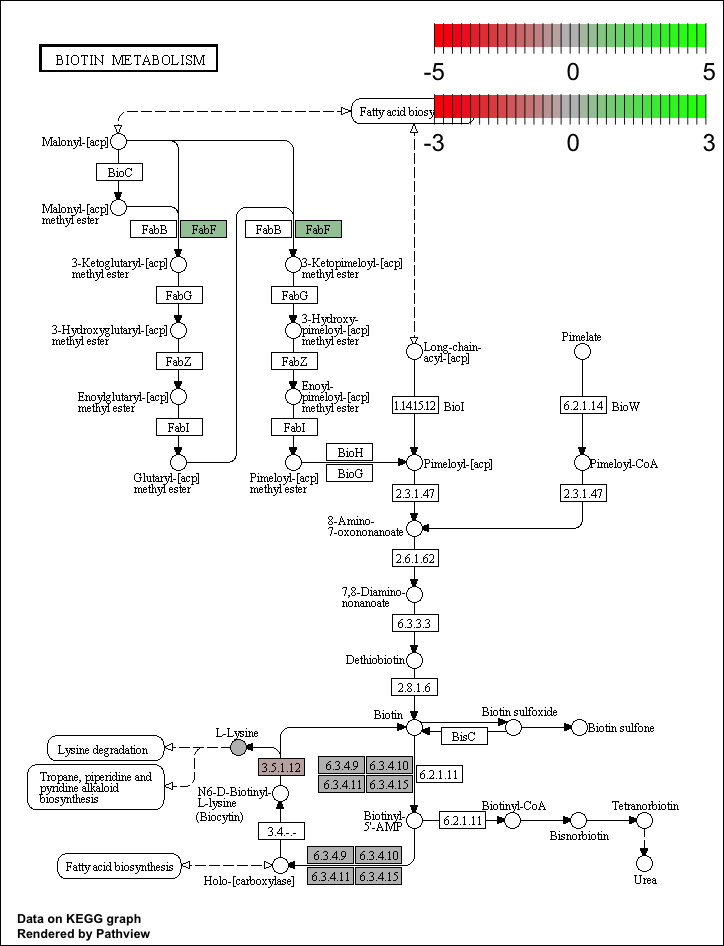 BIOTIN METABOLISM
-5 0 5
-3 0 3
Fatty acid biosy
Malonyl-[acp]
BioC
Malonyl-[acp]
methyl ester
FabB FabF FabB FabF
3-Ketoglutaryl-[acp]
methyl ester
3-Ketopimeloyl-[acp]
methyl ester
FabG FabG
3-Hydroxyglutaryl-[acp]
methyl ester
3-Hydroxy-
pimeloyl-[acp]
methyl ester
Long-chain-
acyl-[acp]
Pimelate
FabZ FabZ
Enoylglutaryl-[acp]
methyl ester
Enoyl-
pimeloyl-[acp]
methyl ester
1.14.15.12 BioI
6.2.1.14 BioW
FabI FabI
Glutaryl-[acp]
methyl ester
Pimeloyl-[acp]
methyl ester
BioH
BioG
Pimeloyl-[acp]
Pimeloyl-CoA
2.3.1.47 2.3.1.47
8-Amino-
7-oxononanoate
2.6.1.62
7,8-Diamino-
nonanoate
6.3.3.3
Dethiobiotin
2.8.1.6
Biotin
Biotin sulfoxide
BisC
Biotin sulfone
L-Lysine
Lysine degradation
3.5.1.12
6.3.4.9 6.3.4.10
6.3.4.11 6.3.4.15
6.2.1.11
Tropane, piperidine and
pyridine alkaloid
biosynthesis
N6-D-Biotinyl-
L-lysine
(Biocytin)
Biotinyl-
5'-AMP
6.2.1.11
Biotinyl-CoA
Bisnorbiotin
Tetranorbiotin
3.4.-.-
Fatty acid biosynthesis
Holo-[carboxylase]
6.3.4.9 6.3.4.10
6.3.4.11 6.3.4.15
Urea
Data on KEGG graph
Rendered by Pathview